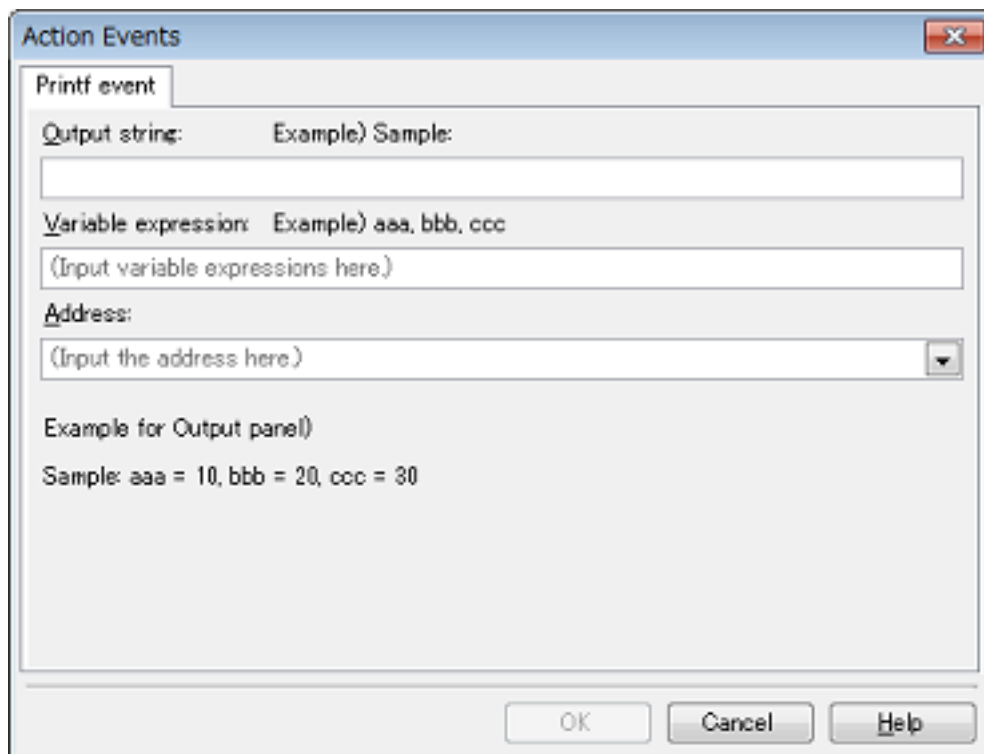 Action Events
Printf event
Output string: Example) Sample:
Variable expression: Example) aaa, bbb, ccc
(Input variable expressions here.)
Address:
(Input the address here.)
Example for Output panel)
Sample: aaa = 10, bbb = 20, ccc = 30
OK Cancel Help